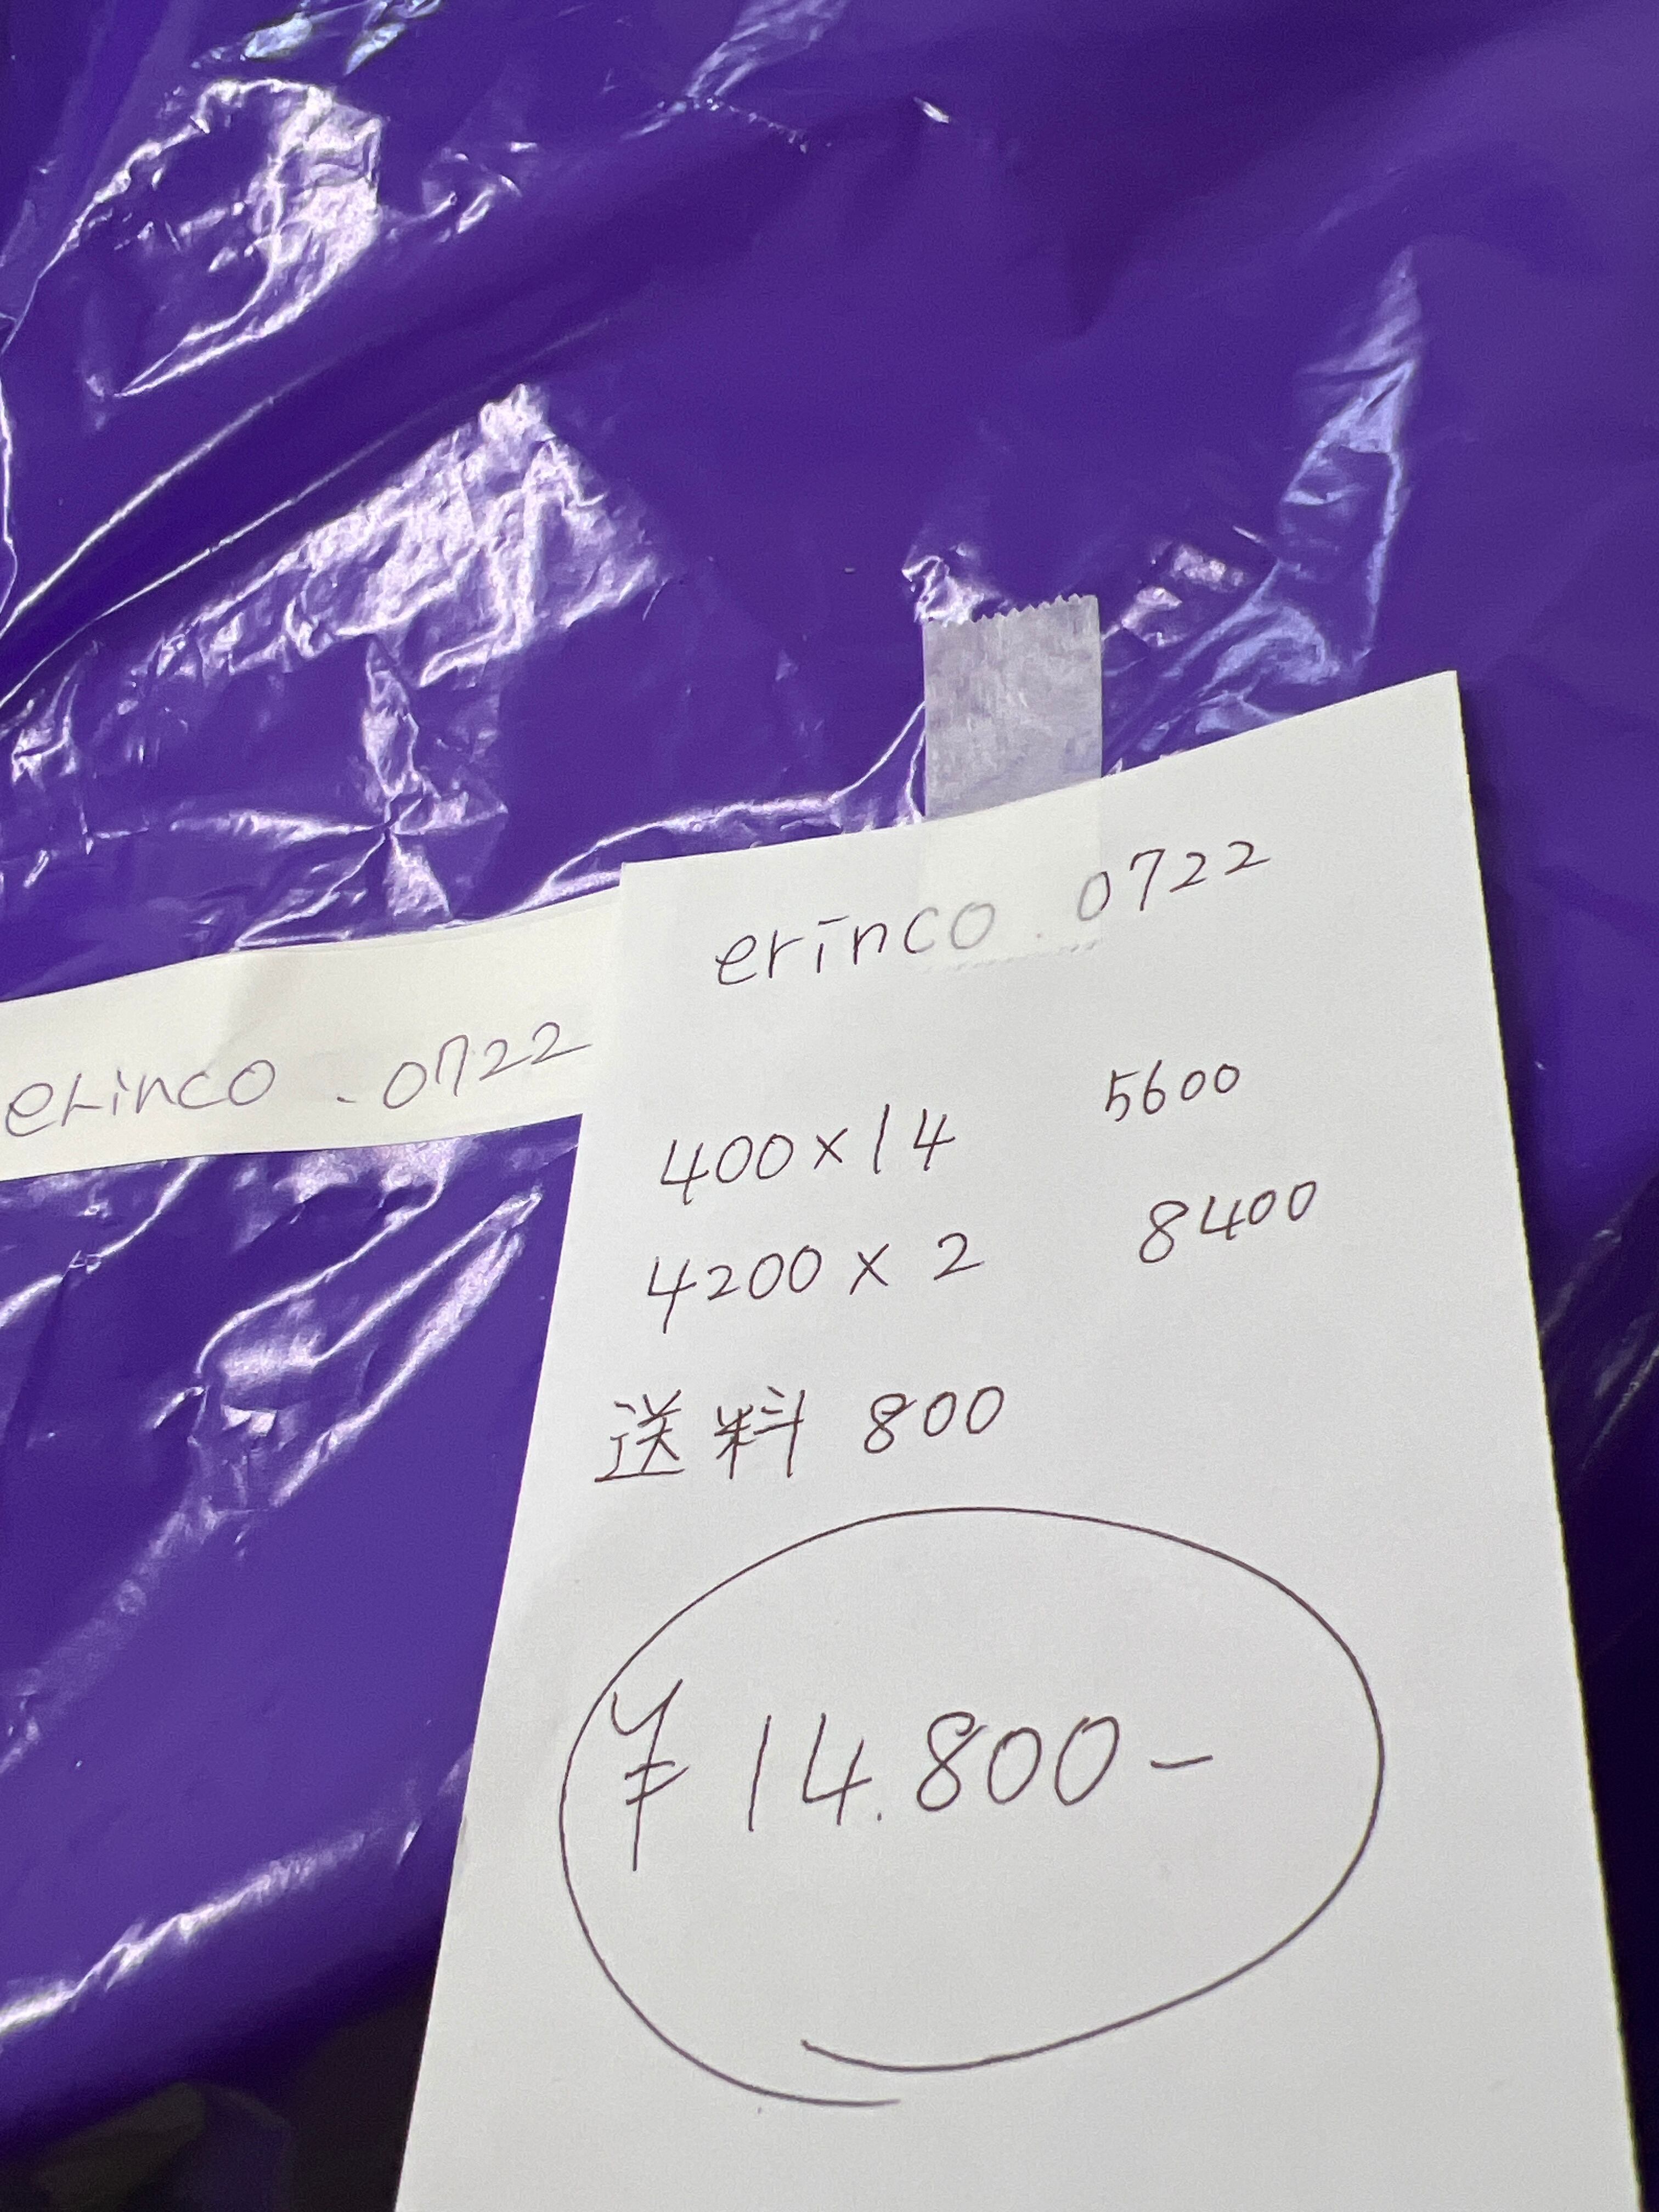 erinco.0722
erinco.0722
400×14 5600
4200×2 8400
送料 800
¥14.800-